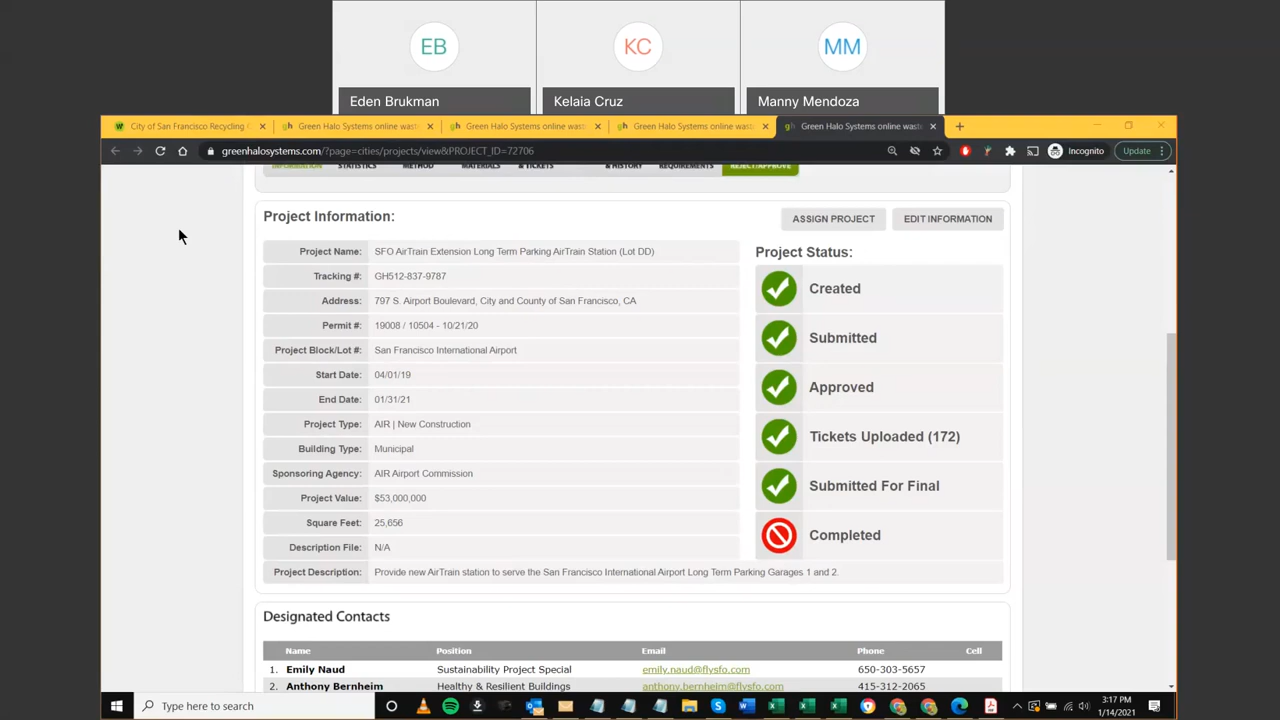 EB
KC
MM
Eden Brukman
Kelaia Cruz
Manny Mendoza
City of San Francisco Recycling
Green Halo Systems online wast
Green Halo Systems online wast
Green Halo Systems online wast
Green Halo Systems online wast
greenhalosystems.com/?page=cities/projects/view&PROJECT_ID=72706
Incognito
Update
INFORMATION
STATISTICS
METHOD
MATERIALS
& TICKETS
& HISTORY
REQUIREMENTS
REJECT/APPROVE
Project Information:
ASSIGN PROJECT
EDIT INFORMATION
Project Name: SFO AirTrain Extension Long Term Parking AirTrain Station (Lot DD)
Tracking #: GH512-837-9787
Address: 797 S. Airport Boulevard, City and County of San Francisco, CA
Permit #: 19008 / 10504 - 10/21/20
Project Block/Lot #: San Francisco International Airport
Start Date: 04/01/19
End Date: 01/31/21
Project Type: AIR | New Construction
Building Type: Municipal
Sponsoring Agency: AIR Airport Commission
Project Value: $53,000,000
Square Feet: 25,656
Description File: N/A
Project Description: Provide new AirTrain station to serve the San Francisco International Airport Long Term Parking Garages 1 and 2.
Project Status:
Created
Submitted
Approved
Tickets Uploaded (172)
Submitted For Final
Completed
Designated Contacts
Name Position Email Phone Cell
1. Emily Naud Sustainability Project Special emily.naud@flysfo.com 650-303-5657
2. Anthony Bernheim Healthy & Resilient Buildings anthony.bernheim@flysfo.com 415-312-2065
Type here to search
3:17 PM
1/14/2021